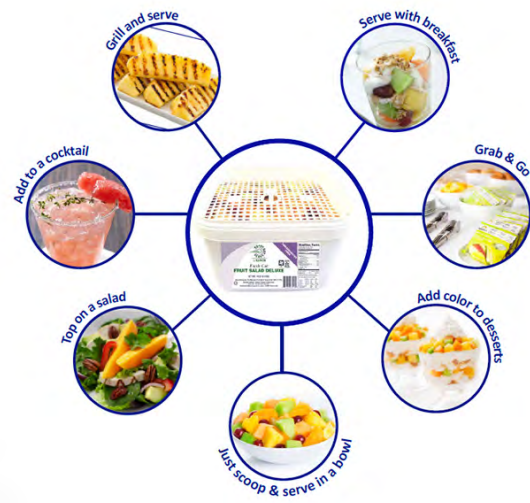 Grill and serve
Serve with breakfast
Add to a cocktail
Grab & Go
Fresh Cut
FRUIT SALAD DELUXE
Top on a salad
Add color to desserts
Just scoop & serve in a bowl